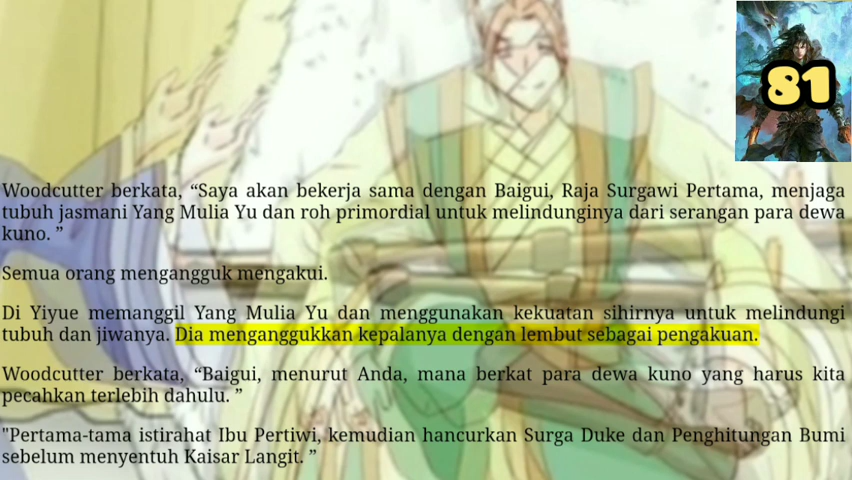 81
Woodcutter berkata, “Saya akan bekerja sama dengan Baigui, Raja Surgawi Pertama, menjaga
tubuh jasmani Yang Mulia Yu dan roh primordial untuk melindunginya dari serangan para dewa
kuno. ”
Semua orang mengangguk mengakui.
Di Yiyue memanggil Yang Mulia Yu dan menggunakan kekuatan sihirnya untuk melindungi
tubuh dan jiwanya. Dia menganggukkan kepalanya dengan lembut sebagai pengakuan.
Woodcutter berkata, “Baigui, menurut Anda, mana berkat para dewa kuno yang harus kita
pecahkan terlebih dahulu. ”
"Pertama-tama istirahat Ibu Pertiwi, kemudian hancurkan Surga Duke dan Penghitungan Bumi
sebelum menyentuh Kaisar Langit. ”